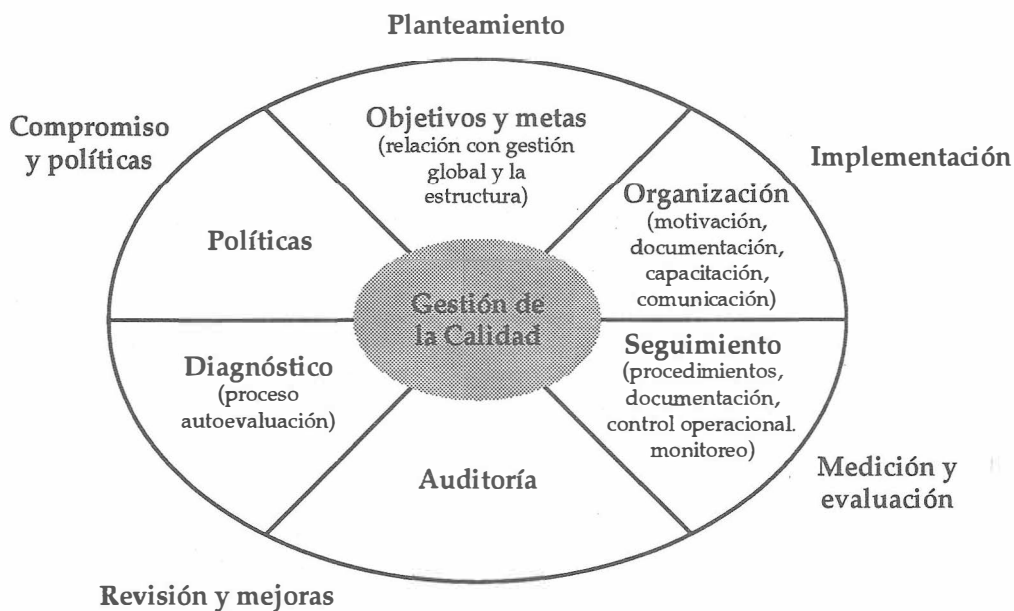 Planteamiento
Compromiso
y políticas
Objetivos y metas
(relación con gestión
global y la
estructura)
Implementación
Organización
(motivación,
documentación,
capacitación,
comunicación)
Políticas
Gestión de
la Calidad
Seguimiento
(procedimientos,
documentación,
control operacional.
monitoreo)
Diagnóstico
(proceso
autoevaluación)
Auditoría
Medición y
evaluación
Revisión y mejoras